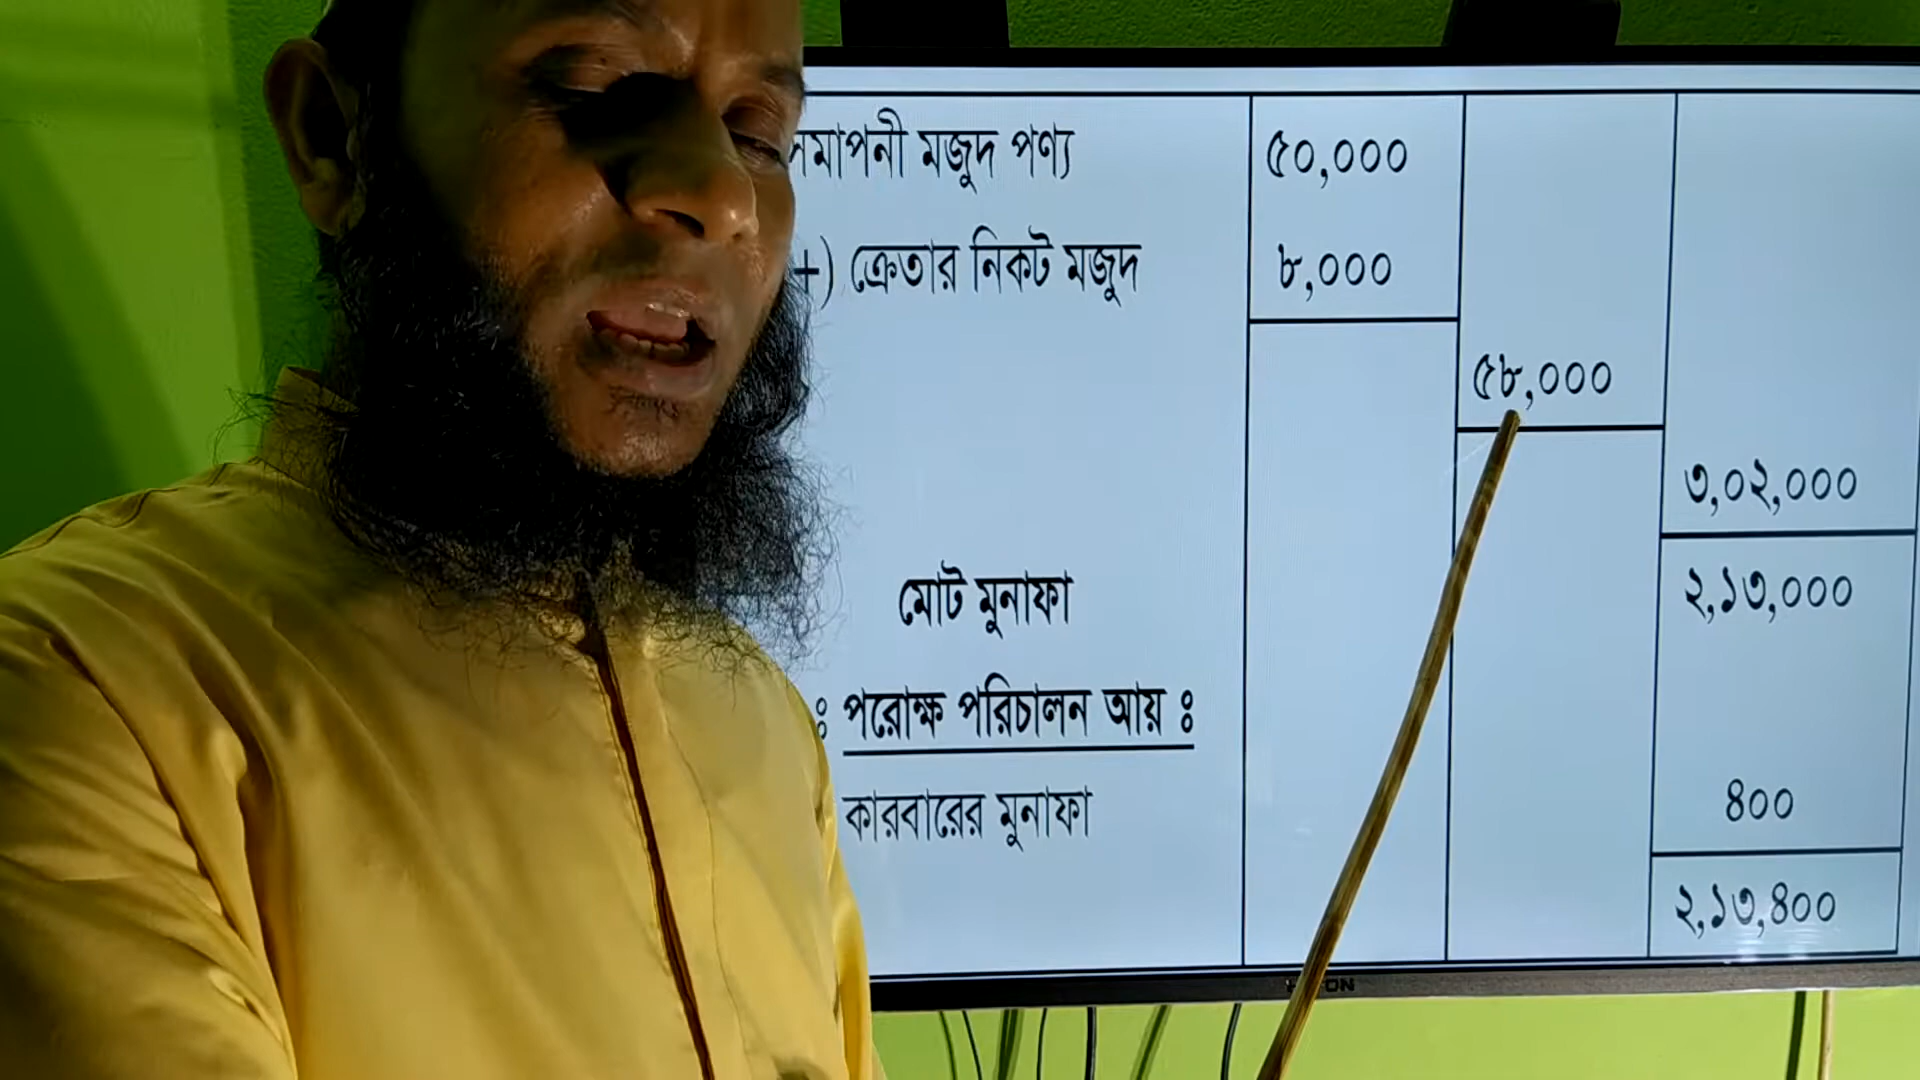 সমাপনী মজুদ পণ্য ৫০,০০০
+) ক্রেতার নিকট মজুদ ৮,০০০
৫৮,০০০
৩,০২,০০০
মোট মুনাফা ২,১৩,০০০
ঃ পরোক্ষ পরিচালন আয় ঃ
কারবারের মুনাফা ৪০০
২,১৩,৪০০